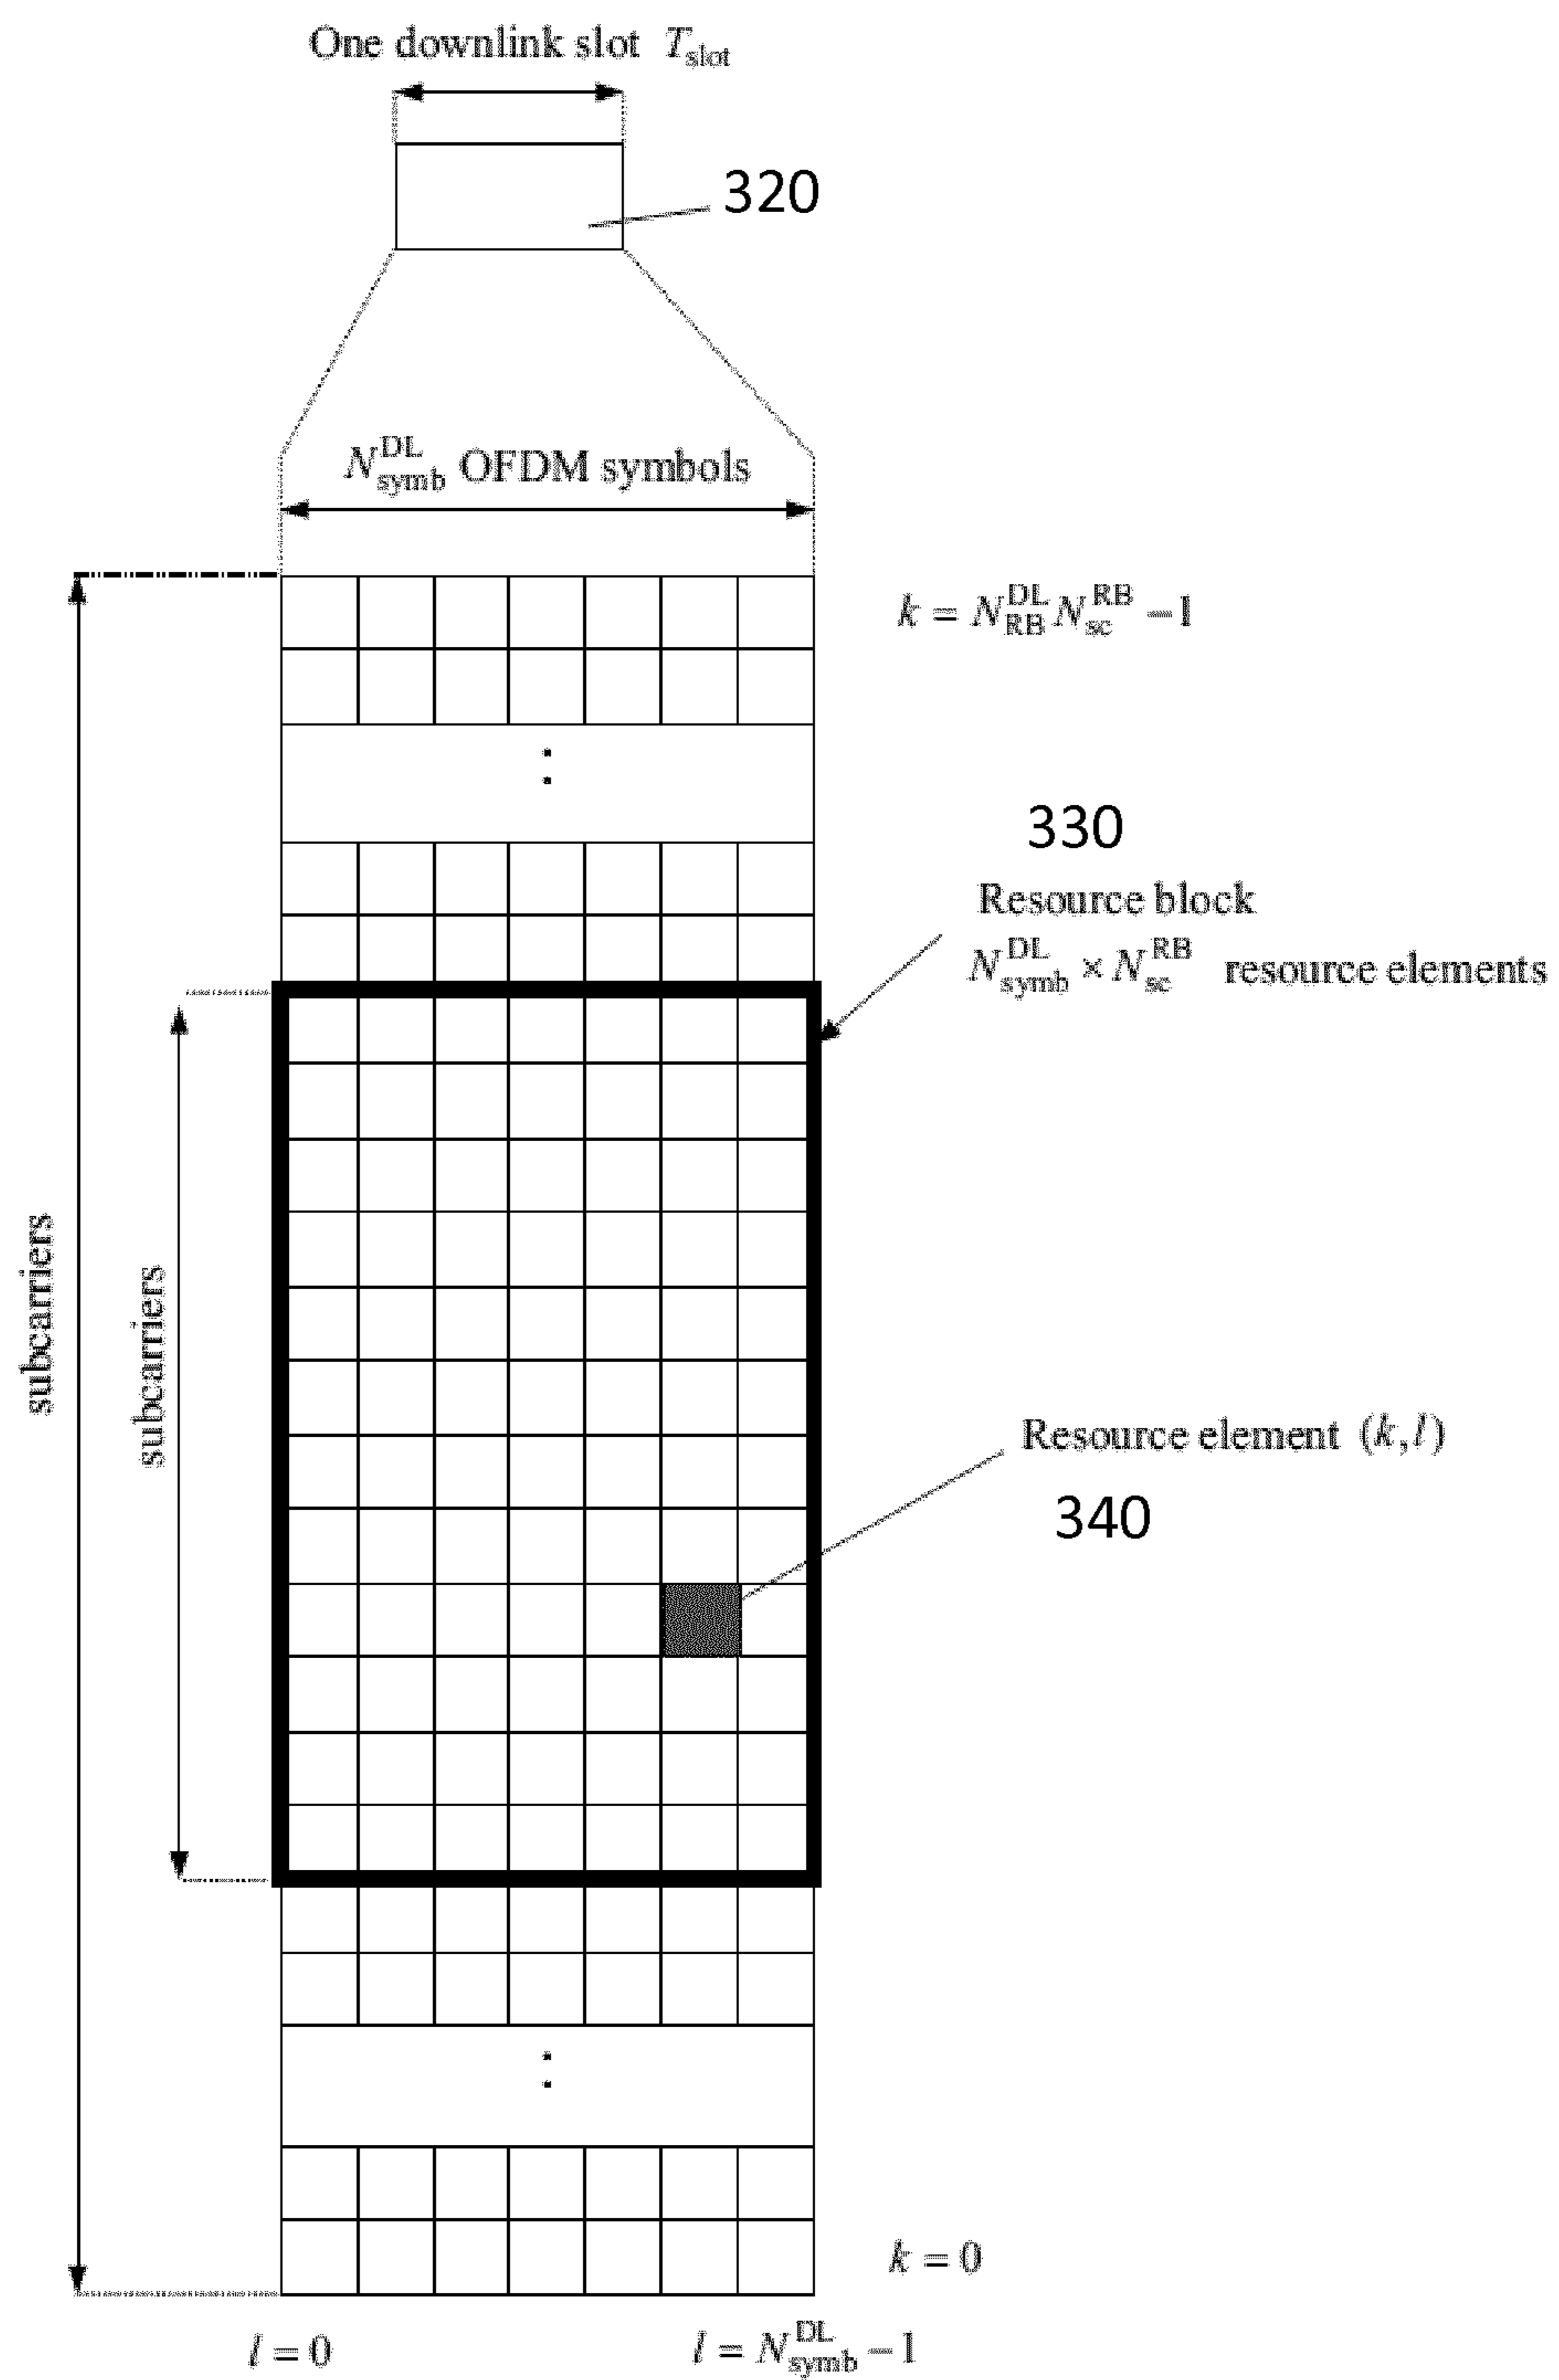 One downlink slot T_slot
320
N_symb^DL OFDM symbols
k = N_RB^DL N_sc^RB −1
330
Resource block
N_symb^DL × N_sc^RB resource elements
subcarriers
subcarriers
Resource element (k,l)
340
k = 0
l = 0
l = N_symb^DL −1